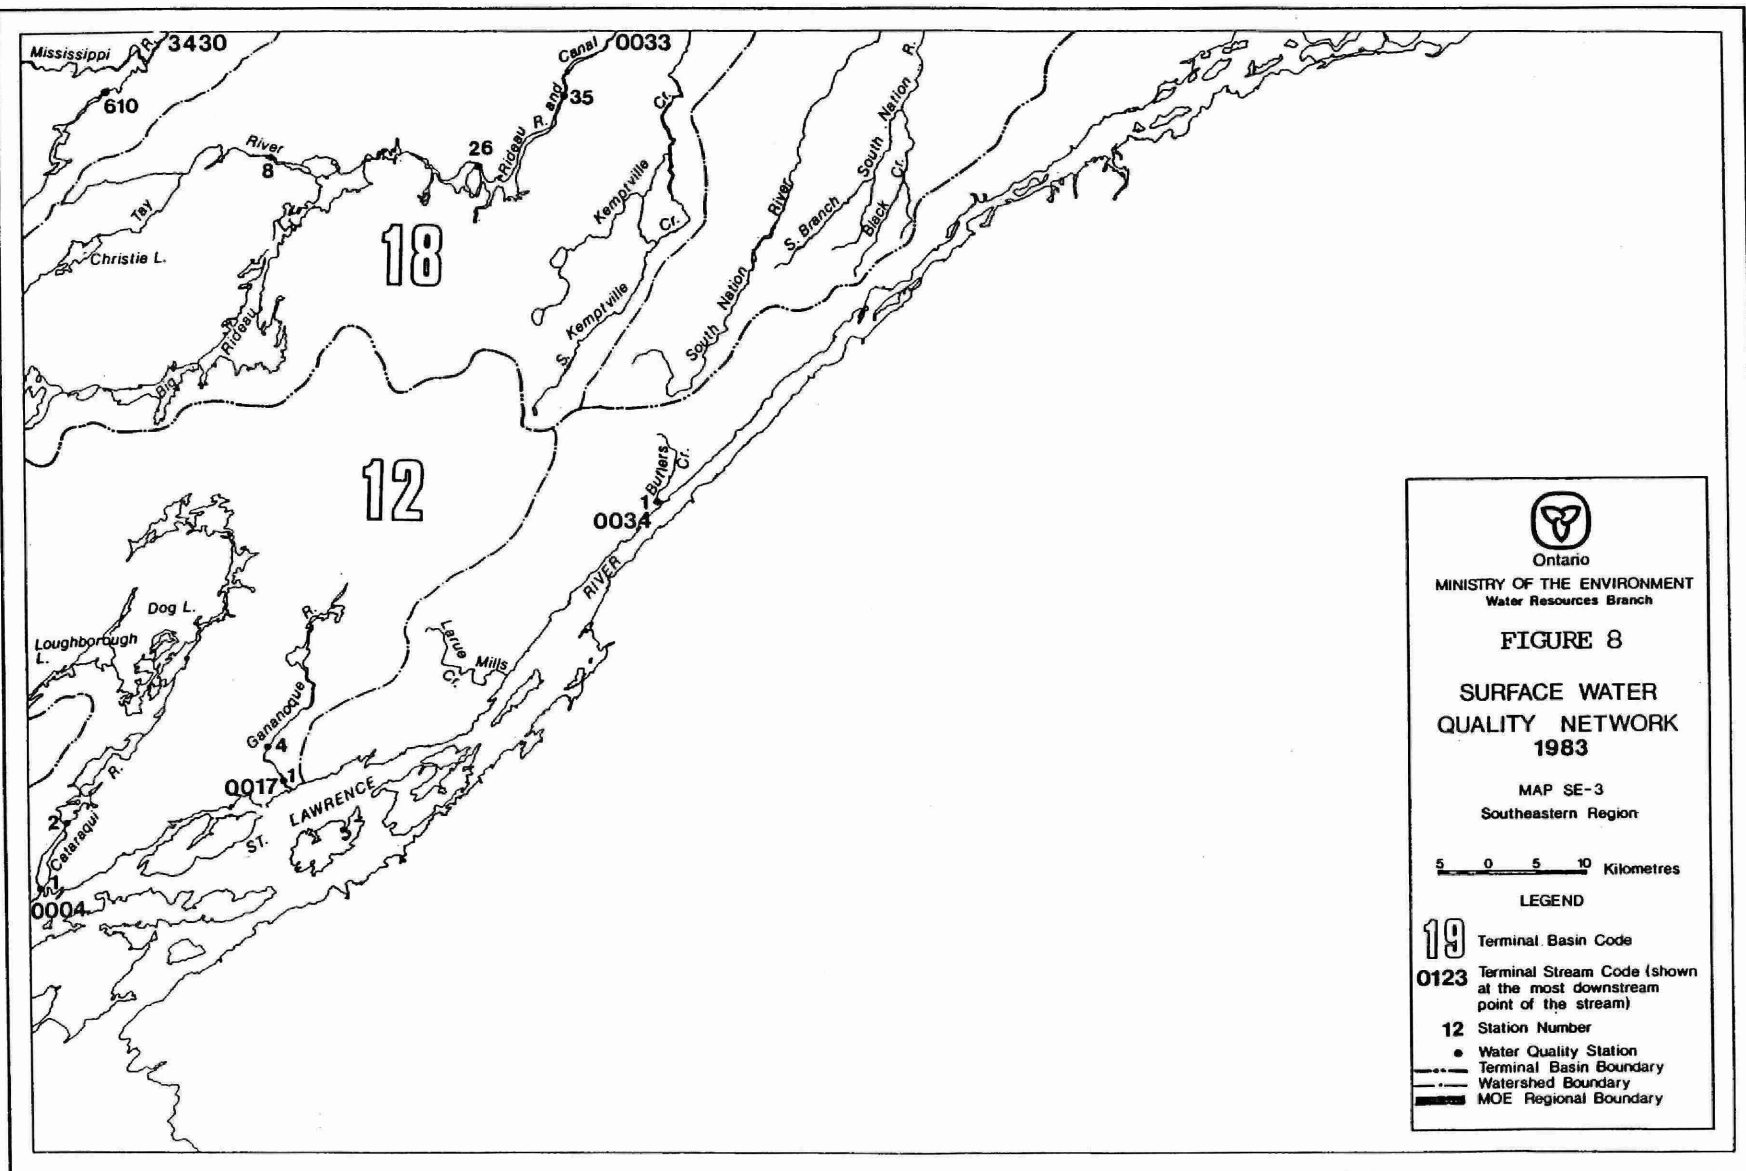 Mississippi R. 3430
610
Canal 0033
35
Rideau R. and
26
River
8
Tay
Christie L.
18
Kemptville Cr.
Cr.
S. Kemptville
South Nation River
S. Branch South Nation R.
Black Cr.
Big Rideau
12
Butlers Cr.
1
0034
RIVER
Dog L.
Loughborough
L.
Gananoque R.
4
Larue Mills
Cr.
0017 1
ST. LAWRENCE
3
Cataraqui R.
2
1
0004
Ontario
MINISTRY OF THE ENVIRONMENT
Water Resources Branch
FIGURE 8
SURFACE WATER
QUALITY NETWORK
1983
MAP SE-3
Southeastern Region
5 0 5 10 Kilometres
LEGEND
19 Terminal Basin Code
0123 Terminal Stream Code (shown
at the most downstream
point of the stream)
12 Station Number
Water Quality Station
Terminal Basin Boundary
Watershed Boundary
MOE Regional Boundary